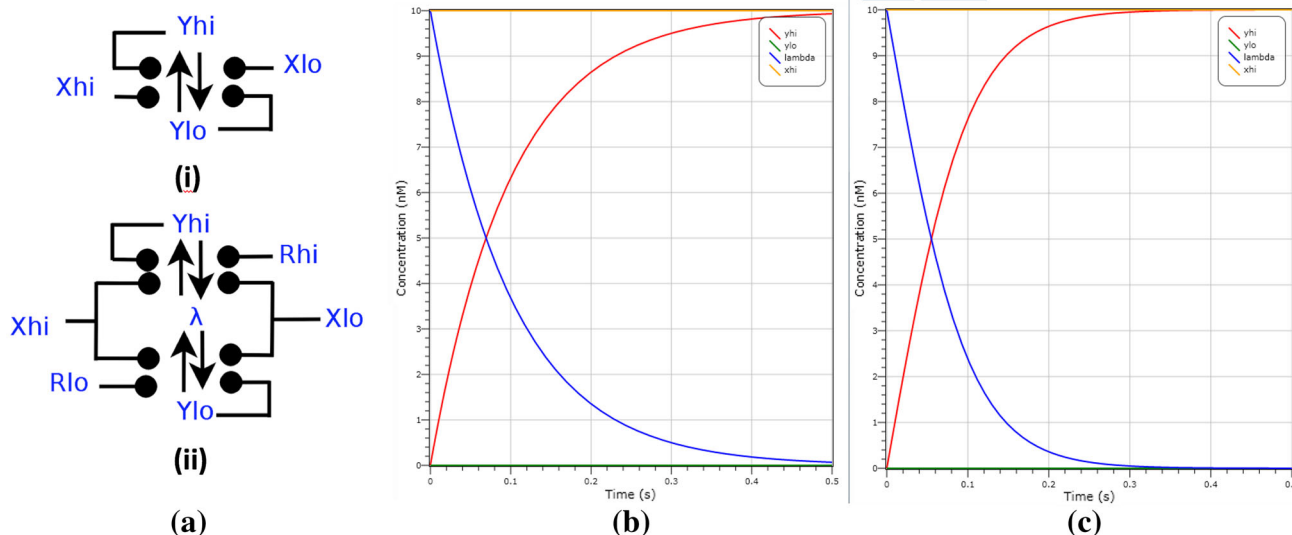 Yhi
Xlo
Xhi
Ylo
(i)
Yhi
Rhi
Xhi
λ
Xlo
Rlo
Ylo
(ii)
(a)
Concentration (nM)
10
9
8
7
6
5
4
3
2
1
0
0
0.1
0.2
0.3
0.4
0.5
Time (s)
yhi
ylo
lambda
xhi
(b)
Concentration (nM)
10
9
8
7
6
5
4
3
2
1
0
0
0.1
0.2
0.3
0.4
Time (s)
yhi
ylo
lambda
xhi
(c)